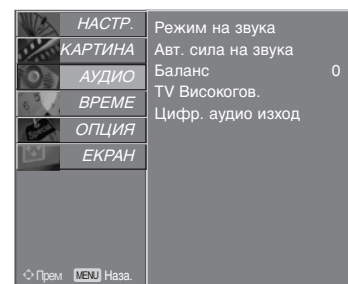 НАСТР.
КАРТИНА
АУДИО
ВРЕМЕ
ОПЦИЯ
ЕКРАН
Режим на звука
Авт. сила на звука
Баланс 0
TV Високогов.
Цифр. аудио изход
Прем MENU Наза.